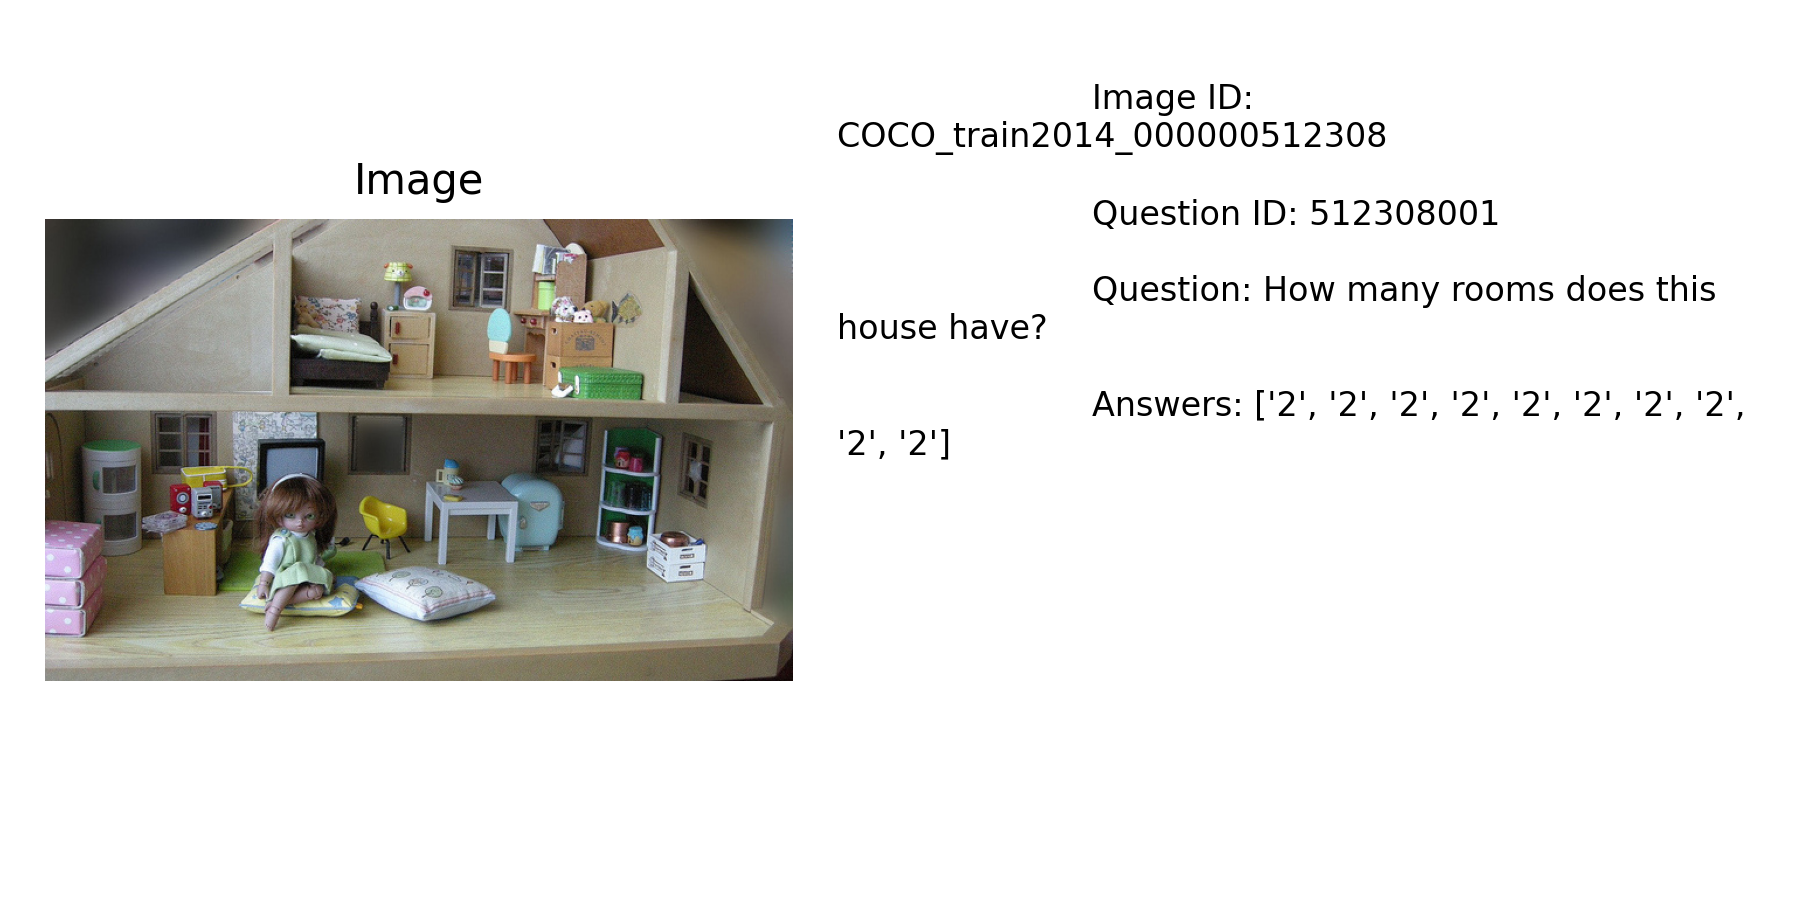 Image
Image ID:
COCO_train2014_000000512308
Question ID: 512308001
Question: How many rooms does this
house have?
Answers: ['2', '2', '2', '2', '2', '2', '2', '2',
'2', '2']